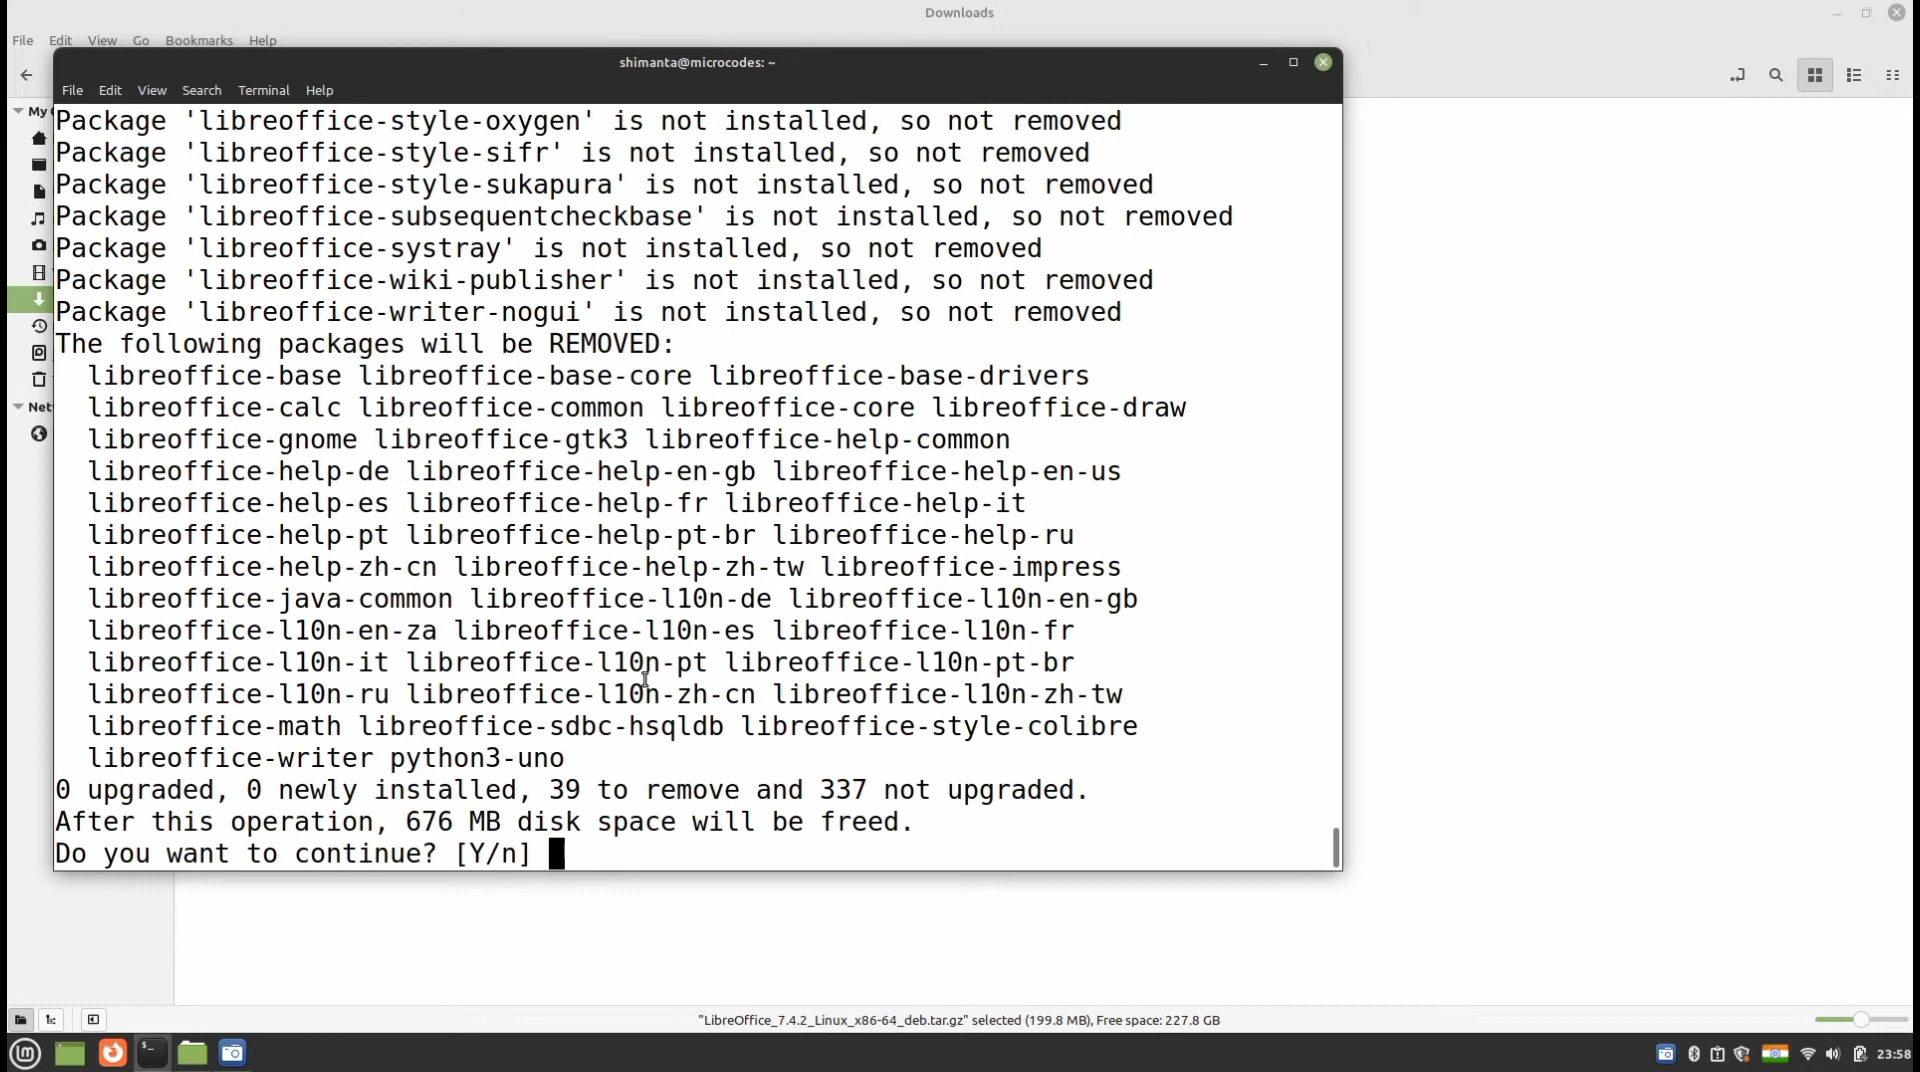 Downloads
File Edit View Go Bookmarks Help
shimanta@microcodes: ~
File Edit View Search Terminal Help
My
Package 'libreoffice-style-oxygen' is not installed, so not removed
Package 'libreoffice-style-sifr' is not installed, so not removed
Package 'libreoffice-style-sukapura' is not installed, so not removed
Package 'libreoffice-subsequentcheckbase' is not installed, so not removed
Package 'libreoffice-systray' is not installed, so not removed
Package 'libreoffice-wiki-publisher' is not installed, so not removed
Package 'libreoffice-writer-nogui' is not installed, so not removed
The following packages will be REMOVED:
libreoffice-base libreoffice-base-core libreoffice-base-drivers
libreoffice-calc libreoffice-common libreoffice-core libreoffice-draw
libreoffice-gnome libreoffice-gtk3 libreoffice-help-common
libreoffice-help-de libreoffice-help-en-gb libreoffice-help-en-us
libreoffice-help-es libreoffice-help-fr libreoffice-help-it
libreoffice-help-pt libreoffice-help-pt-br libreoffice-help-ru
libreoffice-help-zh-cn libreoffice-help-zh-tw libreoffice-impress
libreoffice-java-common libreoffice-l10n-de libreoffice-l10n-en-gb
libreoffice-l10n-en-za libreoffice-l10n-es libreoffice-l10n-fr
libreoffice-l10n-it libreoffice-l10n-pt libreoffice-l10n-pt-br
libreoffice-l10n-ru libreoffice-l10n-zh-cn libreoffice-l10n-zh-tw
libreoffice-math libreoffice-sdbc-hsqldb libreoffice-style-colibre
libreoffice-writer python3-uno
0 upgraded, 0 newly installed, 39 to remove and 337 not upgraded.
After this operation, 676 MB disk space will be freed.
Do you want to continue? [Y/n]
"LibreOffice_7.4.2_Linux_x86-64_deb.tar.gz" selected (199.8 MB), Free space: 227.8 GB
23:58